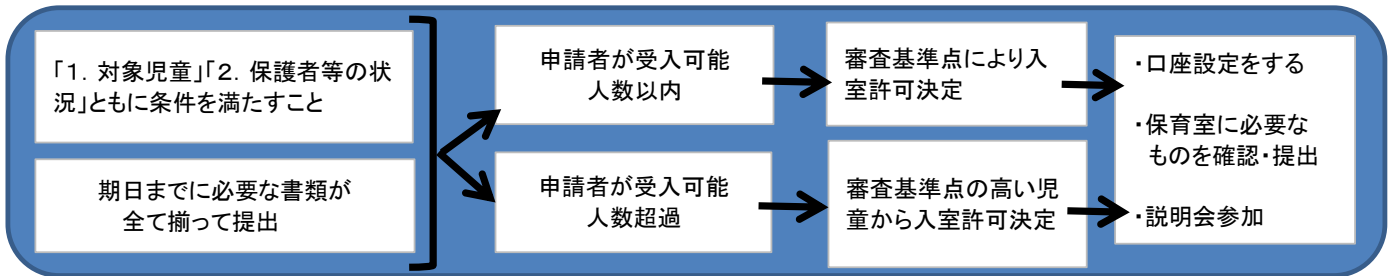 「1．対象児童」「2．保護者等の状
況」ともに条件を満たすこと
期日までに必要な書類が
全て揃って提出
申請者が受入可能
人数以内
申請者が受入可能
人数超過
審査基準点により入
室許可決定
審査基準点の高い児
童から入室許可決定
・口座設定をする
・保育室に必要な
ものを確認・提出
・説明会参加